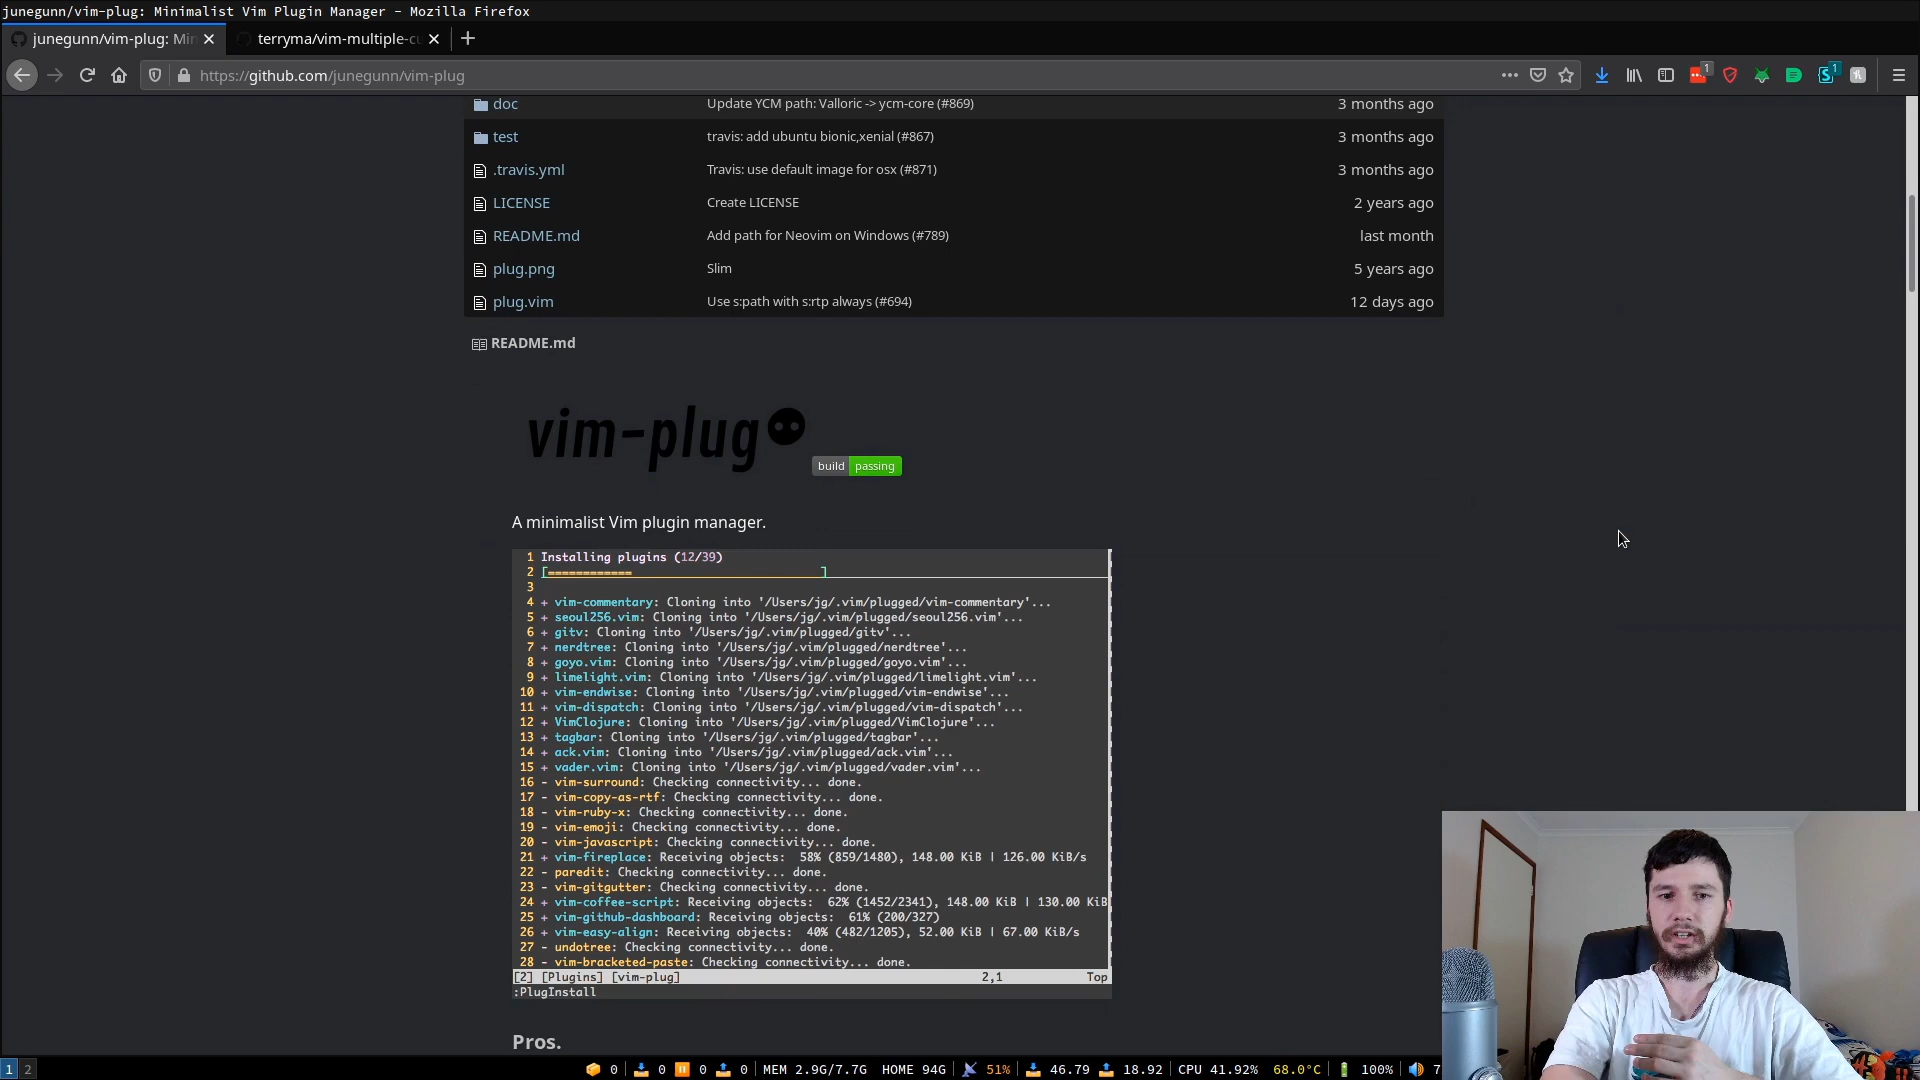 junegunn/vim-plug: Minimalist Vim Plugin Manager - Mozilla Firefox
junegunn/vim-plug: Min
terryma/vim-multiple-cu
https://github.com/junegunn/vim-plug
1
1
doc Update YCM path: Valloric -> ycm-core (#869) 3 months ago
test travis: add ubuntu bionic,xenial (#867) 3 months ago
.travis.yml Travis: use default image for osx (#871) 3 months ago
LICENSE Create LICENSE 2 years ago
README.md Add path for Neovim on Windows (#789) last month
plug.png Slim 5 years ago
plug.vim Use s:path with s:rtp always (#694) 12 days ago
README.md
vim-plug
build passing
A minimalist Vim plugin manager.
1 Installing plugins (12/39)
2 [============ ]
3
4 + vim-commentary: Cloning into '/Users/jg/.vim/plugged/vim-commentary'...
5 + seoul256.vim: Cloning into '/Users/jg/.vim/plugged/seoul256.vim'...
6 + gitv: Cloning into '/Users/jg/.vim/plugged/gitv'...
7 + nerdtree: Cloning into '/Users/jg/.vim/plugged/nerdtree'...
8 + goyo.vim: Cloning into '/Users/jg/.vim/plugged/goyo.vim'...
9 + limelight.vim: Cloning into '/Users/jg/.vim/plugged/limelight.vim'...
10 + vim-endwise: Cloning into '/Users/jg/.vim/plugged/vim-endwise'...
11 + vim-dispatch: Cloning into '/Users/jg/.vim/plugged/vim-dispatch'...
12 + VimClojure: Cloning into '/Users/jg/.vim/plugged/VimClojure'...
13 + tagbar: Cloning into '/Users/jg/.vim/plugged/tagbar'...
14 + ack.vim: Cloning into '/Users/jg/.vim/plugged/ack.vim'...
15 + vader.vim: Cloning into '/Users/jg/.vim/plugged/vader.vim'...
16 - vim-surround: Checking connectivity... done.
17 - vim-copy-as-rtf: Checking connectivity... done.
18 - vim-ruby-x: Checking connectivity... done.
19 - vim-emoji: Checking connectivity... done.
20 - vim-javascript: Checking connectivity... done.
21 + vim-fireplace: Receiving objects: 58% (859/1480), 148.00 KiB | 126.00 KiB/s
22 - paredit: Checking connectivity... done.
23 - vim-gitgutter: Checking connectivity... done.
24 + vim-coffee-script: Receiving objects: 62% (1452/2341), 148.00 KiB | 130.00 KiB
25 + vim-github-dashboard: Receiving objects: 61% (200/327)
26 + vim-easy-align: Receiving objects: 40% (482/1205), 52.00 KiB | 67.00 KiB/s
27 - undotree: Checking connectivity... done.
28 - vim-bracketed-paste: Checking connectivity... done.
[2] [Plugins] [vim-plug] 2,1 Top
:PlugInstall
Pros.
1 2 0 0 0 0 MEM 2.9G/7.7G HOME 94G 51% 46.79 18.92 CPU 41.92% 68.0°C 100% 7